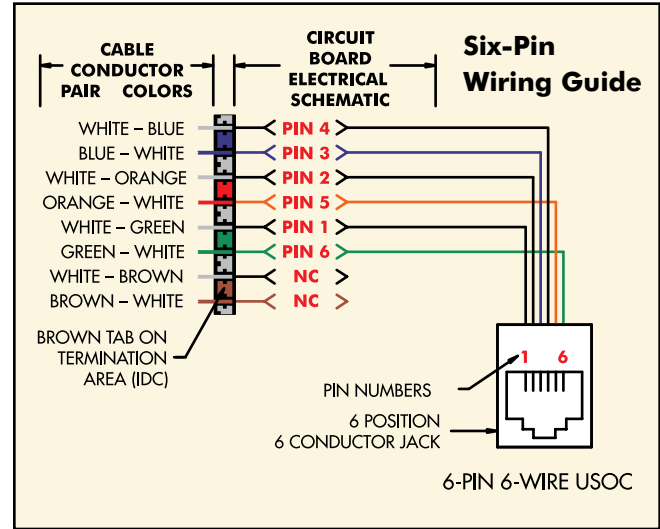 Six-Pin
Wiring Guide
CABLE
CONDUCTOR
PAIR COLORS
CIRCUIT
BOARD
ELECTRICAL
SCHEMATIC
WHITE – BLUE PIN 4
BLUE – WHITE PIN 3
WHITE – ORANGE PIN 2
ORANGE – WHITE PIN 5
WHITE – GREEN PIN 1
GREEN – WHITE PIN 6
WHITE – BROWN NC
BROWN – WHITE NC
BROWN TAB ON
TERMINATION
AREA (IDC)
1 6
PIN NUMBERS
6 POSITION
6 CONDUCTOR JACK
6-PIN 6-WIRE USOC